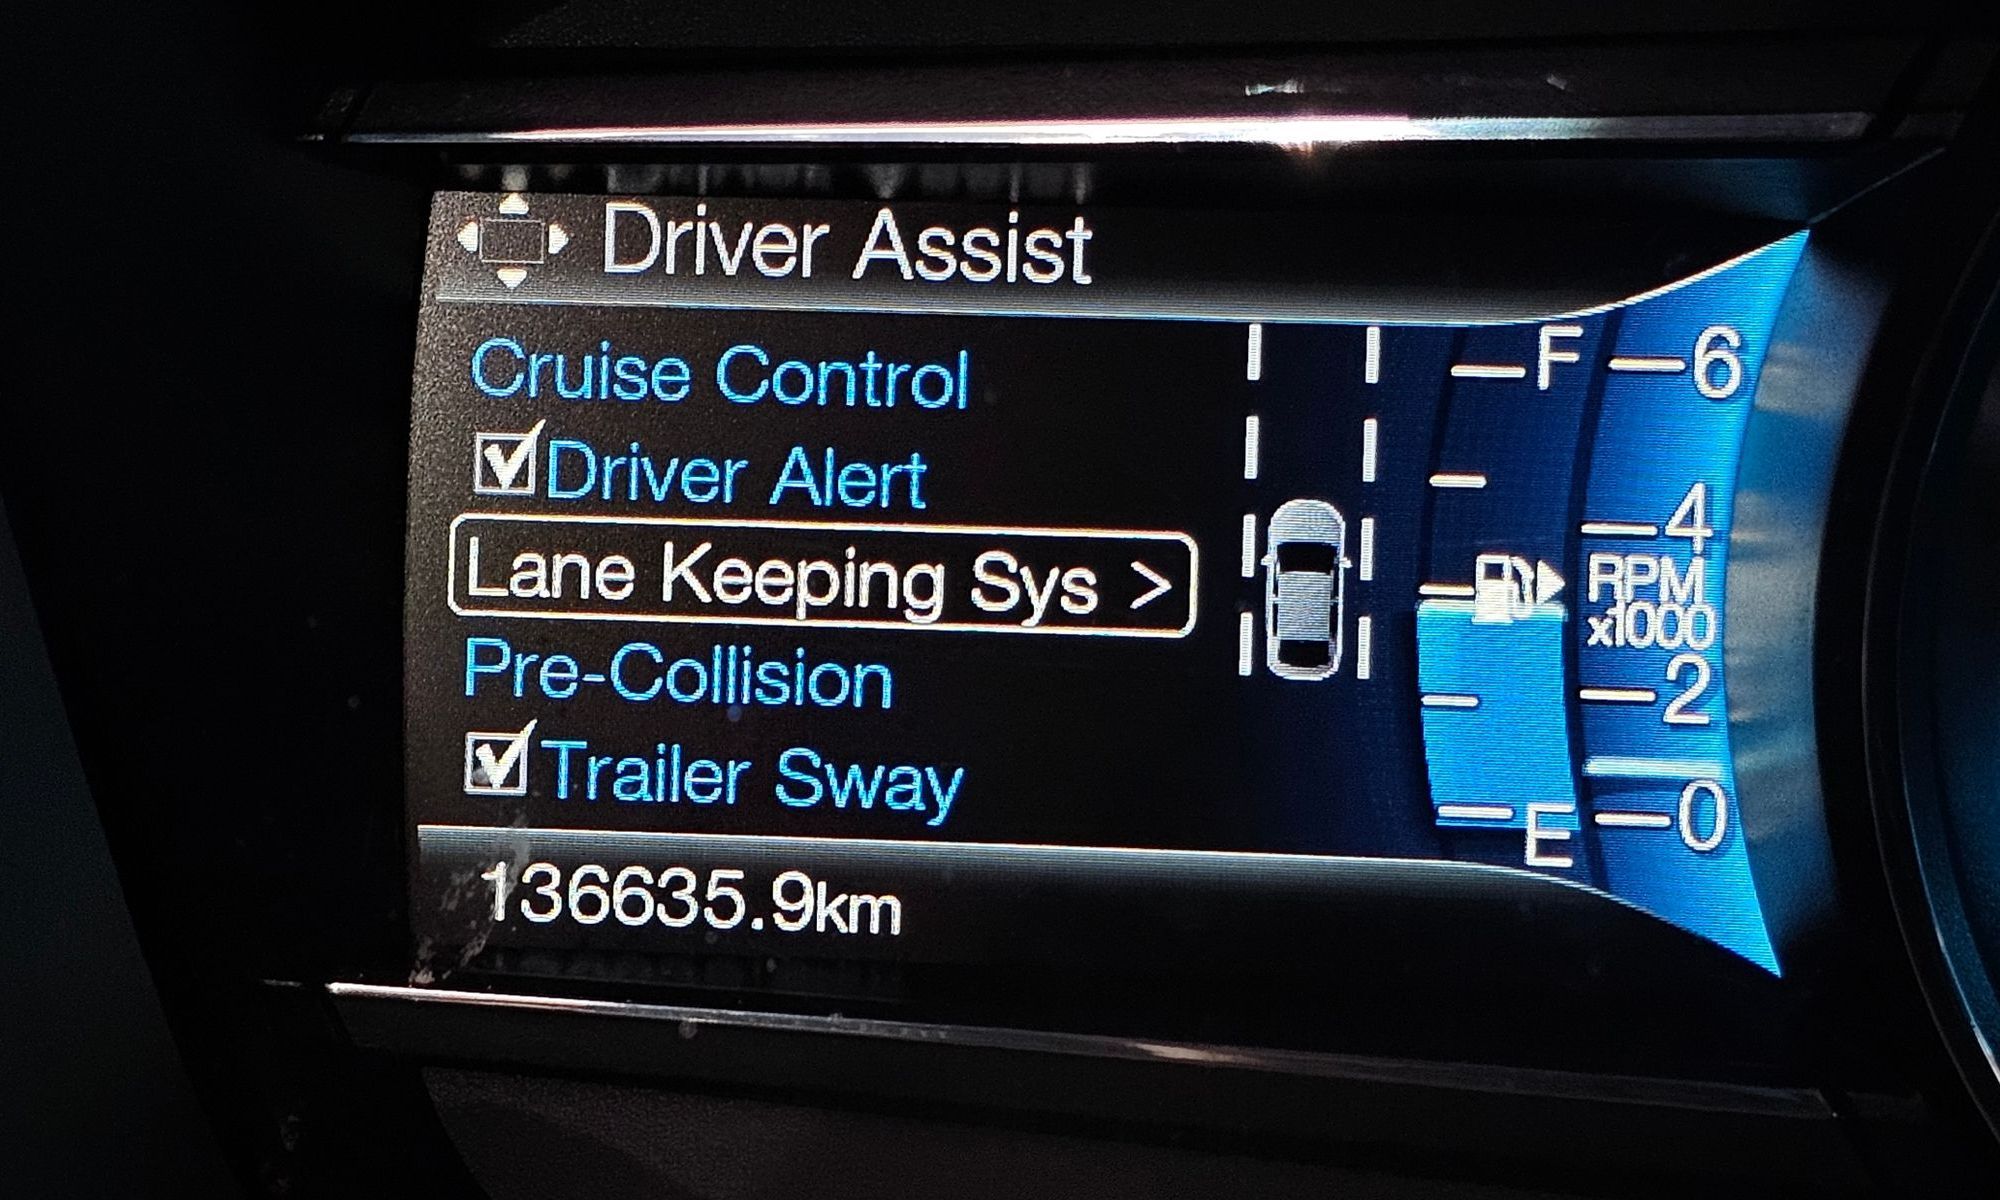 Driver Assist
Cruise Control
Driver Alert
Lane Keeping Sys >
Pre-Collision
Trailer Sway
136635.9km
F
E
6
4
RPM
x1000
2
0